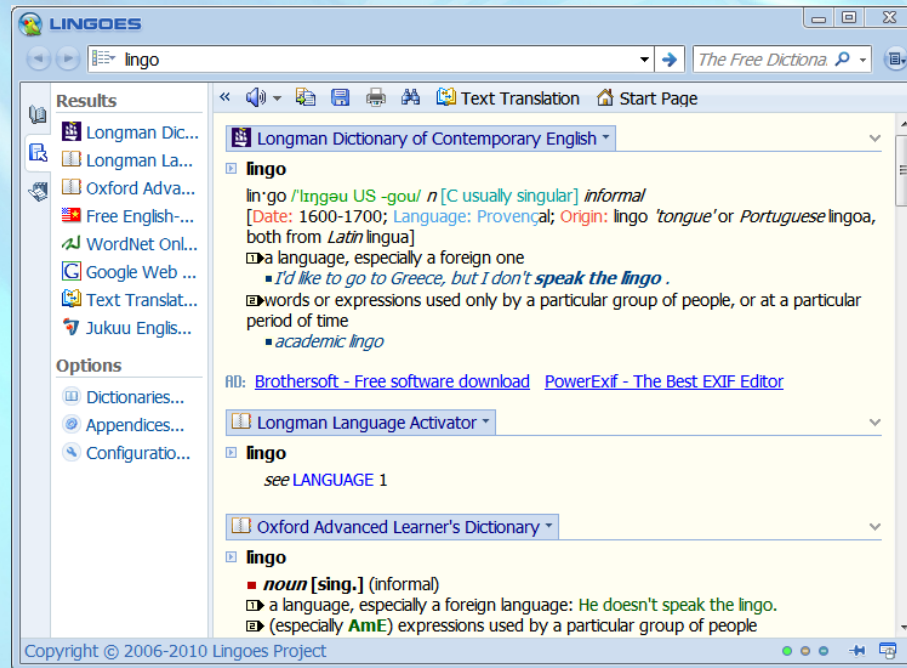 LINGOES
lingo
The Free Dictiona
Results
Longman Dic...
Longman La...
Oxford Adva...
Free English-...
WordNet Onl...
Google Web ...
Text Translat...
Jukuu Englis...
Options
Dictionaries...
Appendices...
Configuratio...
« Text Translation Start Page
Longman Dictionary of Contemporary English
lingo
lin‧go /ˈlɪŋgəu US -gou/ n [C usually singular] informal
[Date: 1600-1700; Language: Provençal; Origin: lingo 'tongue' or Portuguese lingoa,
both from Latin lingua]
1 a language, especially a foreign one
▪ I'd like to go to Greece, but I don't speak the lingo .
2 words or expressions used only by a particular group of people, or at a particular
period of time
▪ academic lingo
AD: Brothersoft - Free software download PowerExif - The Best EXIF Editor
Longman Language Activator
lingo
see LANGUAGE 1
Oxford Advanced Learner's Dictionary
lingo
▪ noun [sing.] (informal)
1 a language, especially a foreign language: He doesn't speak the lingo.
2 (especially AmE) expressions used by a particular group of people
Copyright © 2006-2010 Lingoes Project